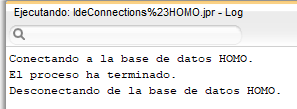 Ejecutando: IdeConnections%23HOMO.jpr - Log
Conectando a la base de datos HOMO.
El proceso ha terminado.
Desconectando de la base de datos HOMO.